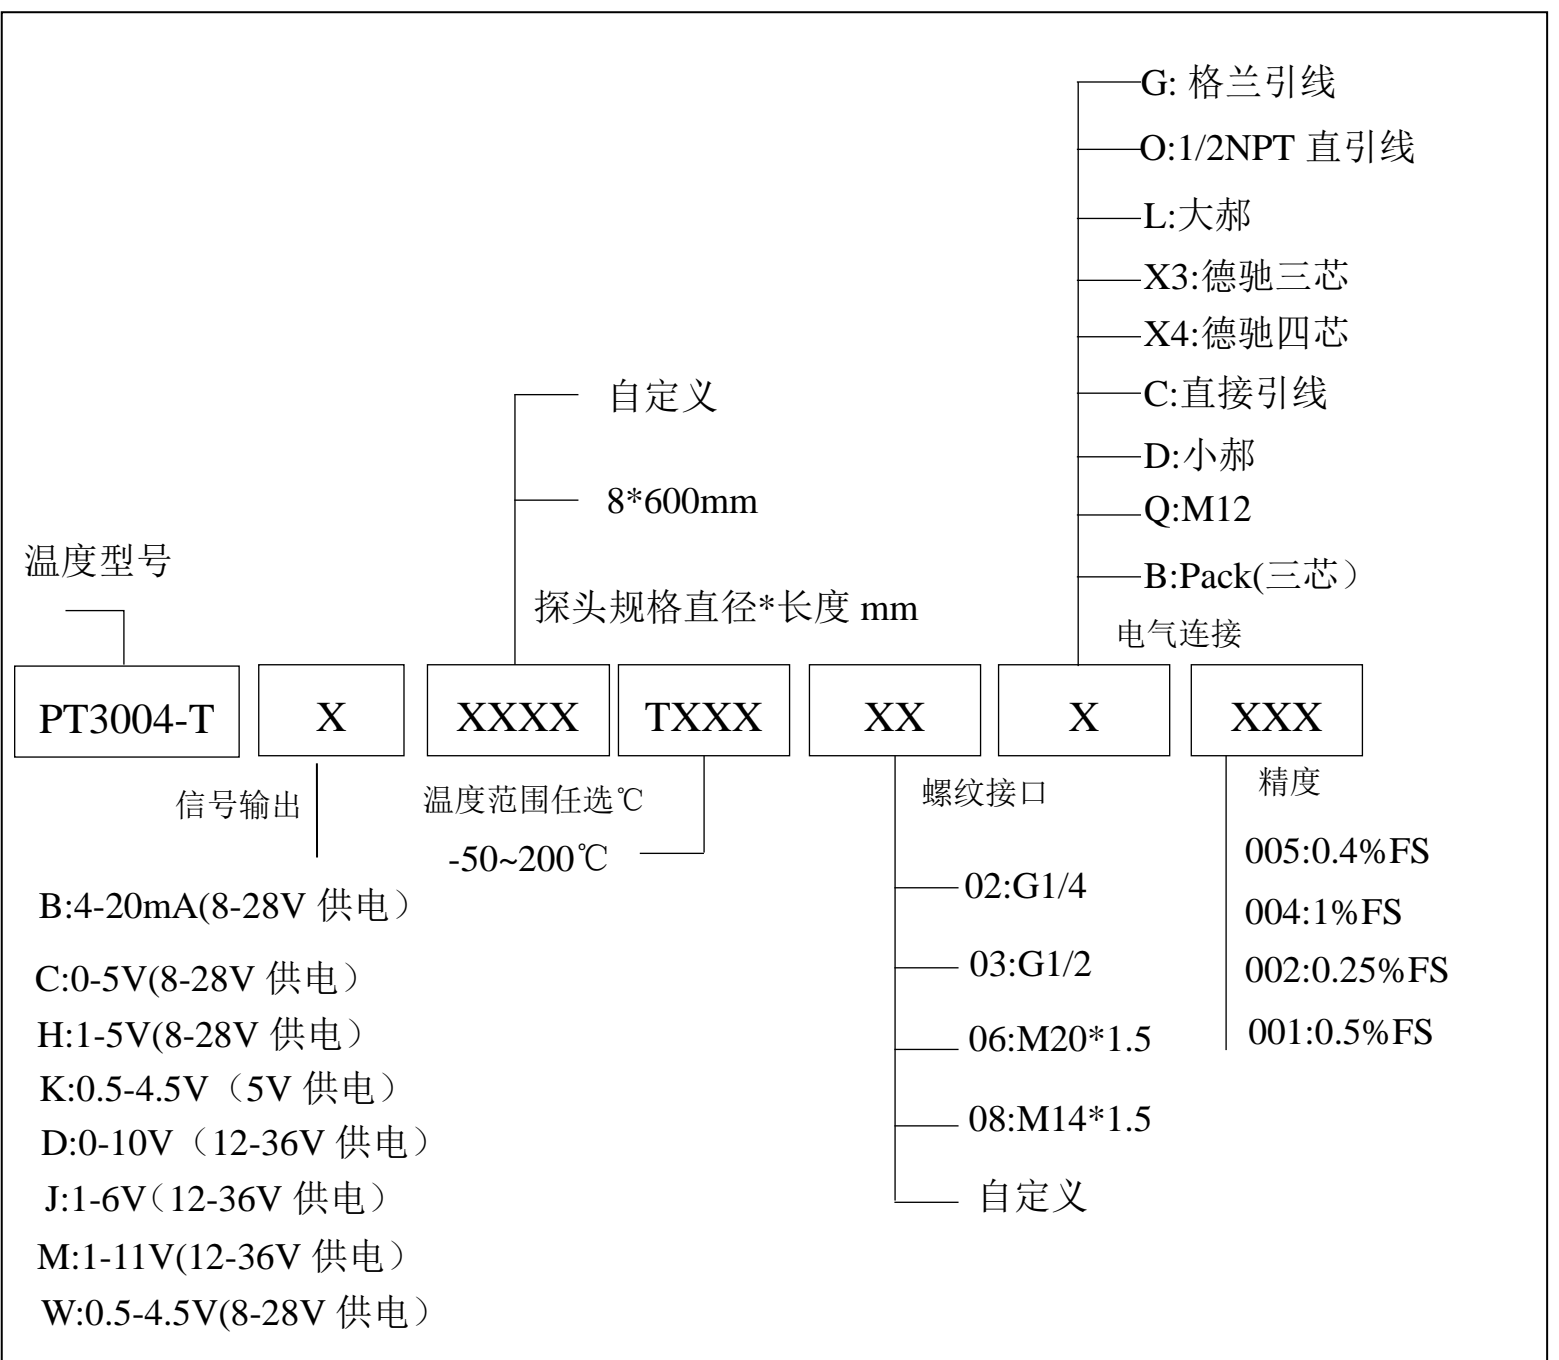 G: 格兰引线
O:1/2NPT 直引线
L:大郝
X3:德驰三芯
X4:德驰四芯
C:直接引线
D:小郝
Q:M12
B:Pack(三芯）
电气连接
自定义
8*600mm
探头规格直径*长度 mm
温度型号
PT3004-T X XXXX TXXX XX X XXX
信号输出
B:4-20mA(8-28V 供电）
C:0-5V(8-28V 供电）
H:1-5V(8-28V 供电）
K:0.5-4.5V（5V 供电）
D:0-10V（12-36V 供电）
J:1-6V（12-36V 供电）
M:1-11V(12-36V 供电）
W:0.5-4.5V(8-28V 供电）
温度范围任选℃
-50~200℃
螺纹接口
02:G1/4
03:G1/2
06:M20*1.5
08:M14*1.5
自定义
精度
005:0.4%FS
004:1%FS
002:0.25%FS
001:0.5%FS